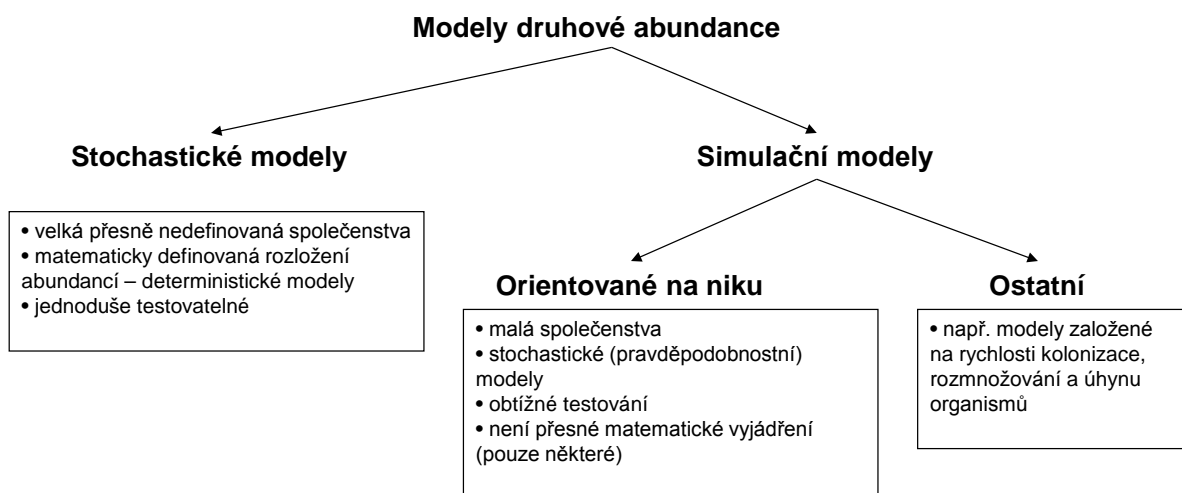 Modely druhové abundance
Stochastické modely
Simulační modely
• velká přesně nedefinovaná společenstva
• matematicky definovaná rozložení
abundancí – deterministické modely
• jednoduše testovatelné
Orientované na niku
Ostatní
• malá společenstva
• stochastické (pravděpodobnostní)
modely
• obtížné testování
• není přesné matematické vyjádření
(pouze některé)
• např. modely založené
na rychlosti kolonizace,
rozmnožování a úhynu
organismů